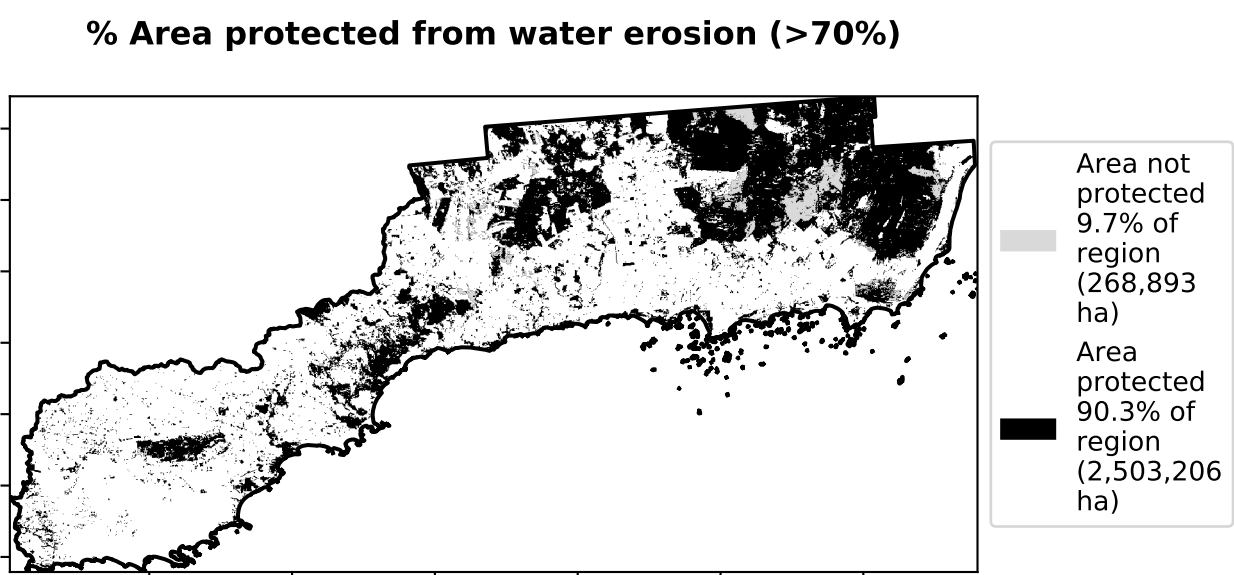 % Area protected from water erosion (>70%)
Area not
protected
9.7% of
region
(268,893
ha)
Area
protected
90.3% of
region
(2,503,206
ha)